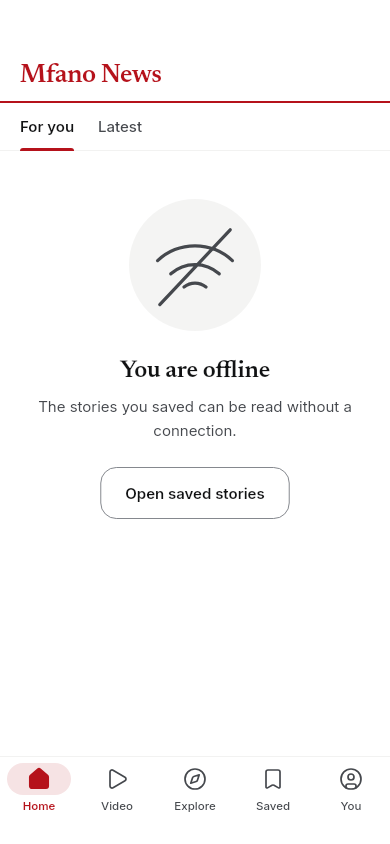 Mfano News
For you
Latest
You are offline
The stories you saved can be read without a
connection.
Open saved stories
Home
Video
Explore
Saved
You